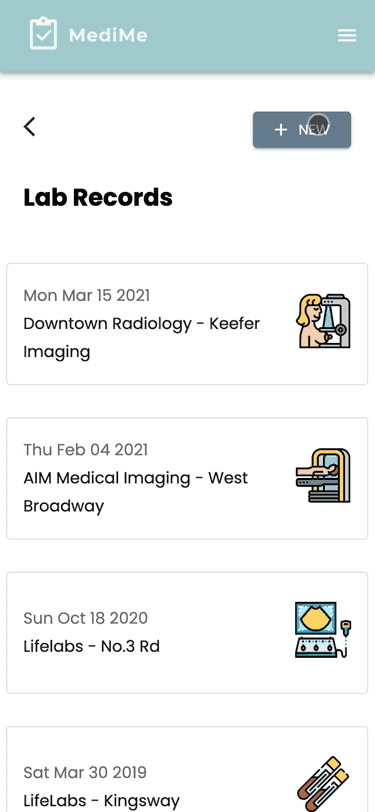 MediMe
+ NEW
Lab Records
Mon Mar 15 2021
Downtown Radiology - Keefer
Imaging
Thu Feb 04 2021
AIM Medical Imaging - West
Broadway
Sun Oct 18 2020
Lifelabs - No.3 Rd
Sat Mar 30 2019
LifeLabs - Kingsway